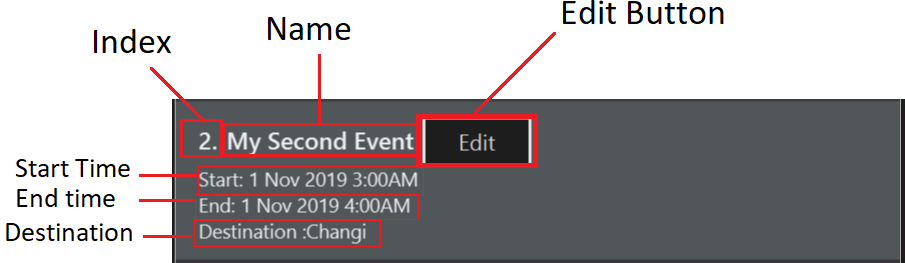 Edit Button
Name
Index
2. My Second Event Edit
Start Time
Start: 1 Nov 2019 3:00AM
End time
End: 1 Nov 2019 4:00AM
Destination
Destination :Changi